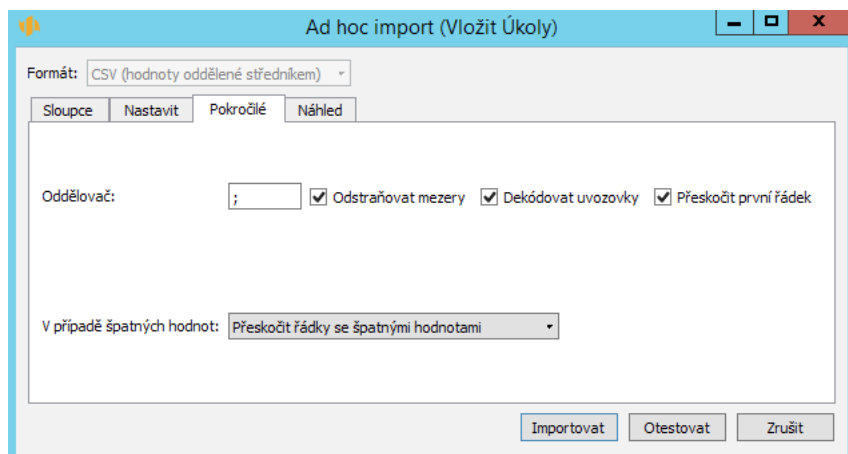 Ad hoc import (Vložit Úkoly)
Formát: CSV (hodnoty oddělené středníkem)
Sloupce Nastavit Pokročilé Náhled
Oddělovač: ; Odstraňovat mezery Dekódovat uvozovky Přeskočit první řádek
V případě špatných hodnot: Přeskočit řádky se špatnými hodnotami
Importovat Otestovat Zrušit